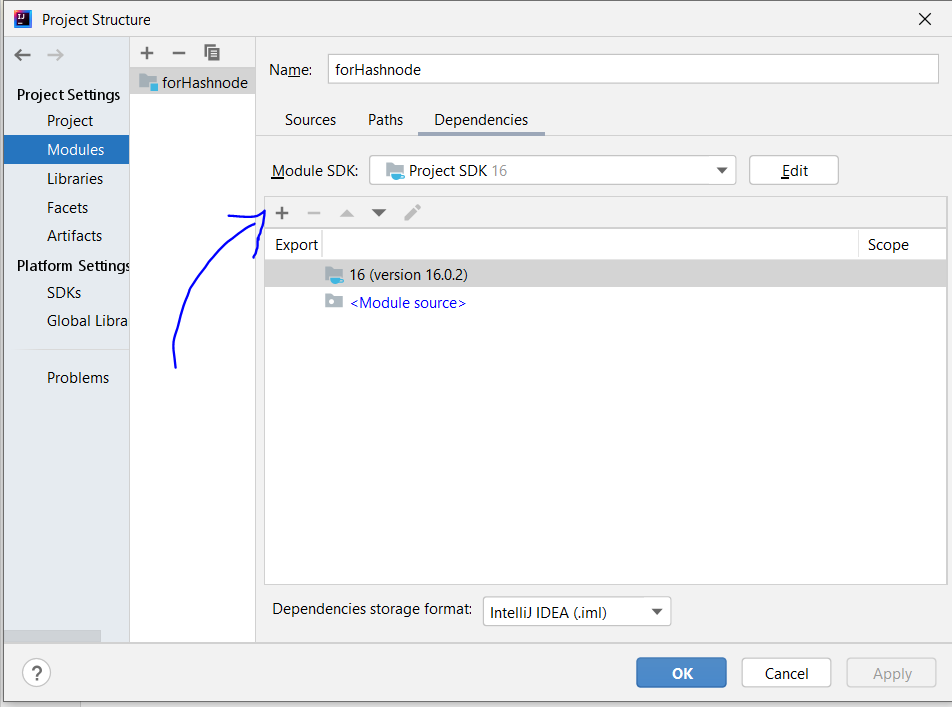 Project Structure
Project Settings
Project
Modules
Libraries
Facets
Artifacts
Platform Settings
SDKs
Global Libra
Problems
forHashnode
Name: forHashnode
Sources Paths Dependencies
Module SDK: Project SDK 16 Edit
Export Scope
16 (version 16.0.2)
<Module source>
Dependencies storage format: IntelliJ IDEA (.iml)
? OK Cancel Apply